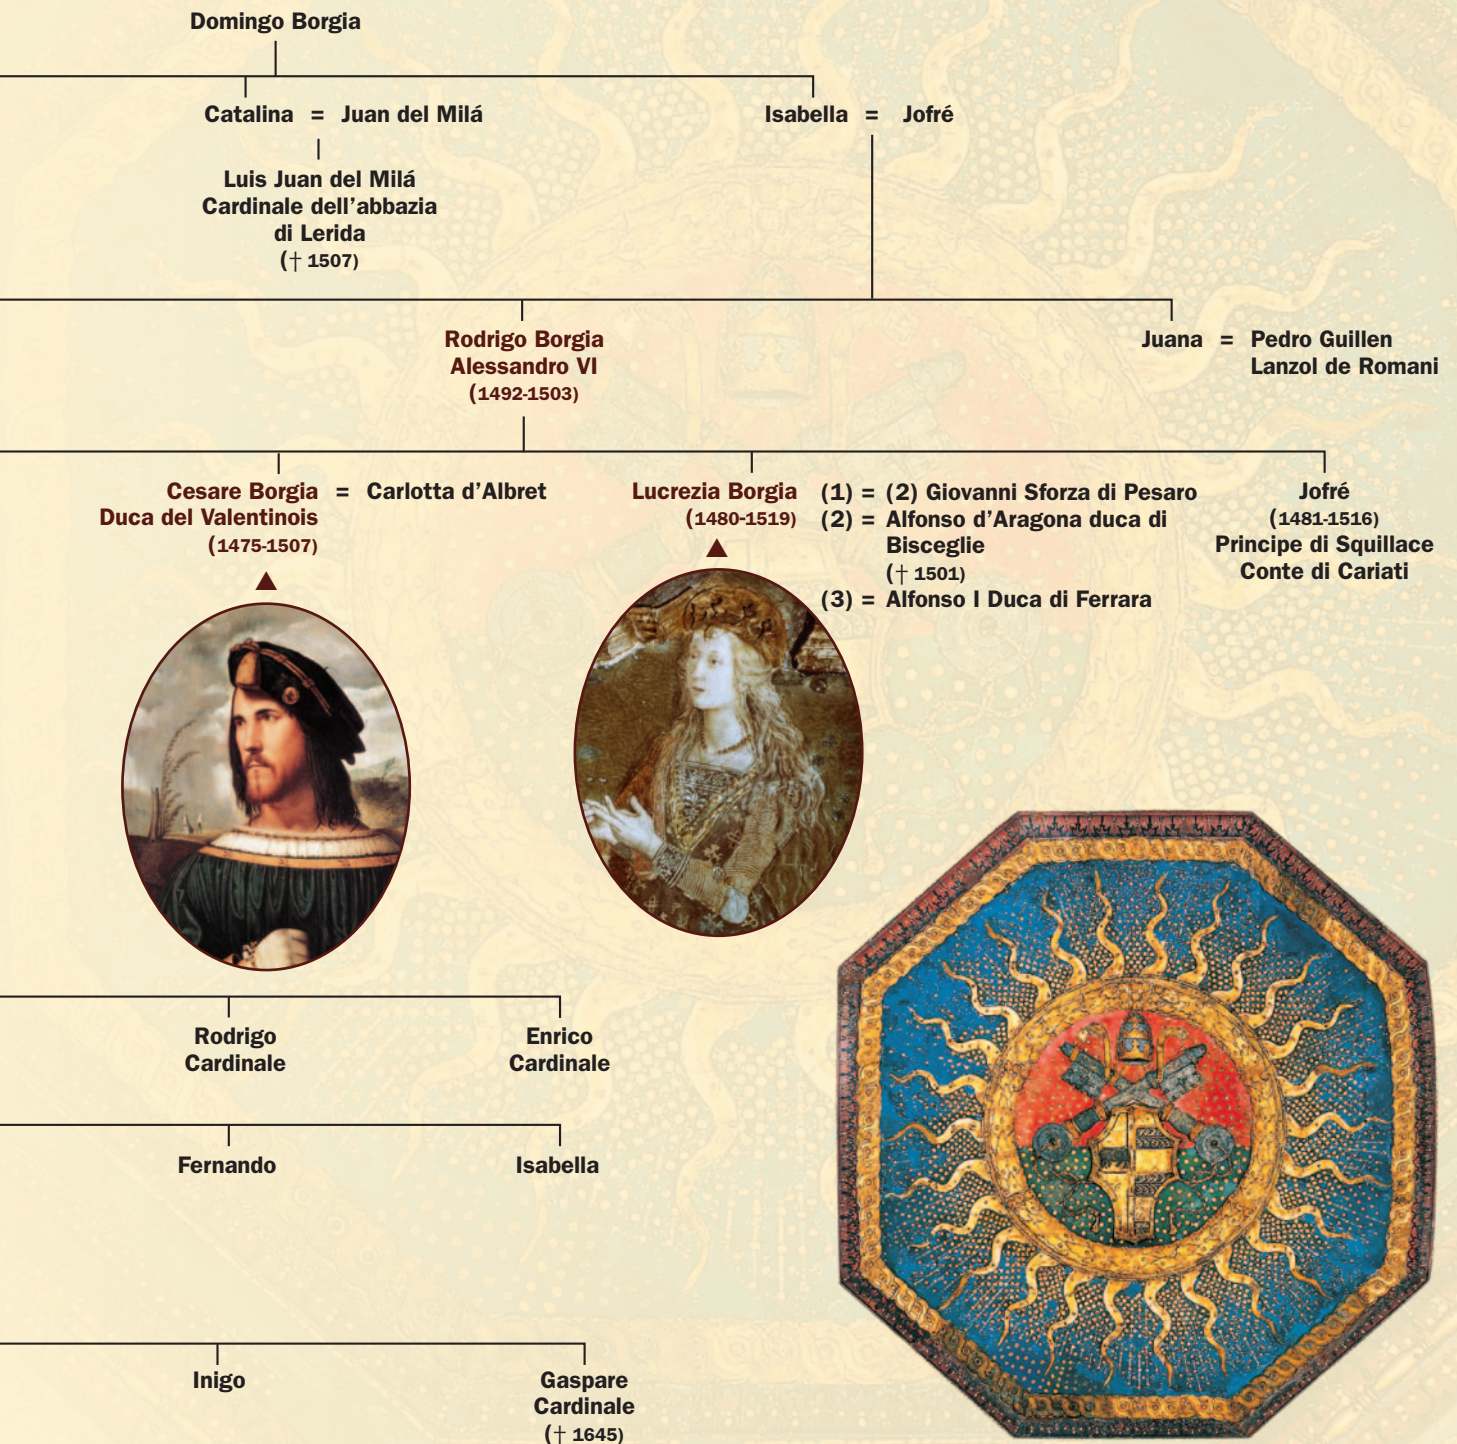 Domingo Borgia
Catalina = Juan del Milá
Isabella = Jofré
Luis Juan del Milá
Cardinale dell’abbazia
di Lerida
(† 1507)
Rodrigo Borgia
Alessandro VI
(1492-1503)
Juana = Pedro Guillen
Lanzol de Romani
Cesare Borgia = Carlotta d’Albret
Duca del Valentinois
(1475-1507)
Lucrezia Borgia
(1480-1519)
(1) = (2) Giovanni Sforza di Pesaro
(2) = Alfonso d’Aragona duca di
Bisceglie
(† 1501)
(3) = Alfonso I Duca di Ferrara
Jofré
(1481-1516)
Principe di Squillace
Conte di Cariati
Rodrigo
Cardinale
Enrico
Cardinale
Fernando
Isabella
Inigo
Gaspare
Cardinale
(† 1645)